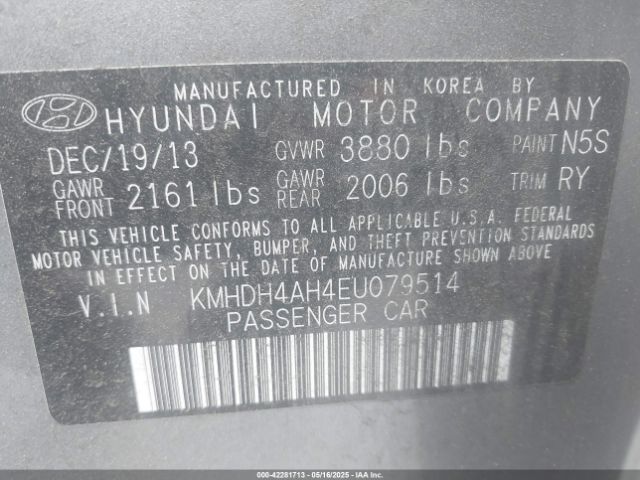 MANUFACTURED IN KOREA BY
HYUNDAI MOTOR COMPANY
DEC/19/13 GVWR 3880 lbs PAINT N5S
GAWR FRONT 2161 lbs GAWR REAR 2006 lbs TRIM RY
THIS VEHICLE CONFORMS TO ALL APPLICABLE U.S.A. FEDERAL
MOTOR VEHICLE SAFETY, BUMPER, AND THEFT PREVENTION STANDARDS
IN EFFECT ON THE DATE OF MANUFACTURE SHOWN ABOVE.
V.I.N KMHDH4AH4EU079514
PASSENGER CAR
000-42281713 - 05/16/2025 - IAAI.COM